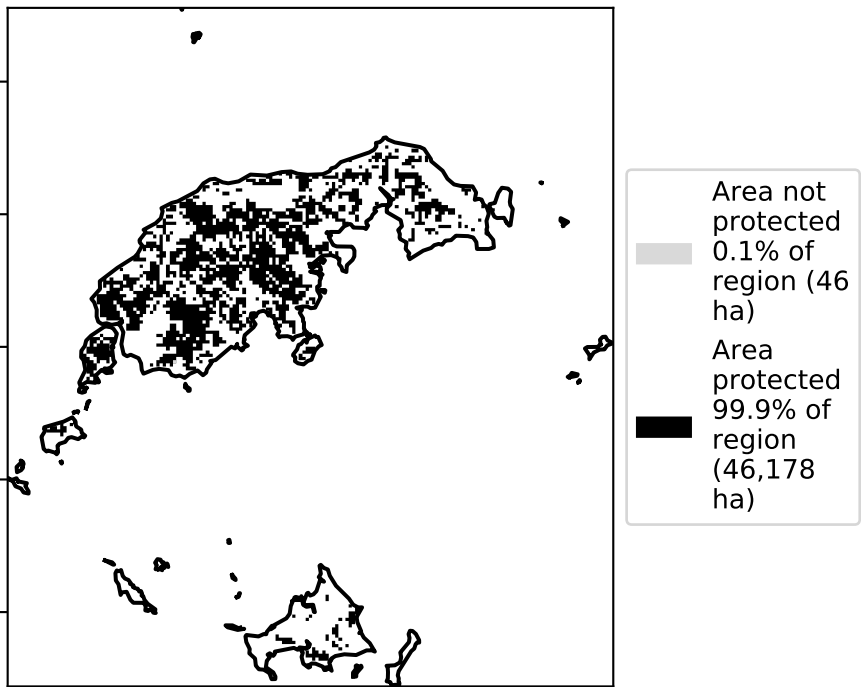 Area not
protected
0.1% of
region (46
ha)
Area
protected
99.9% of
region
(46,178
ha)